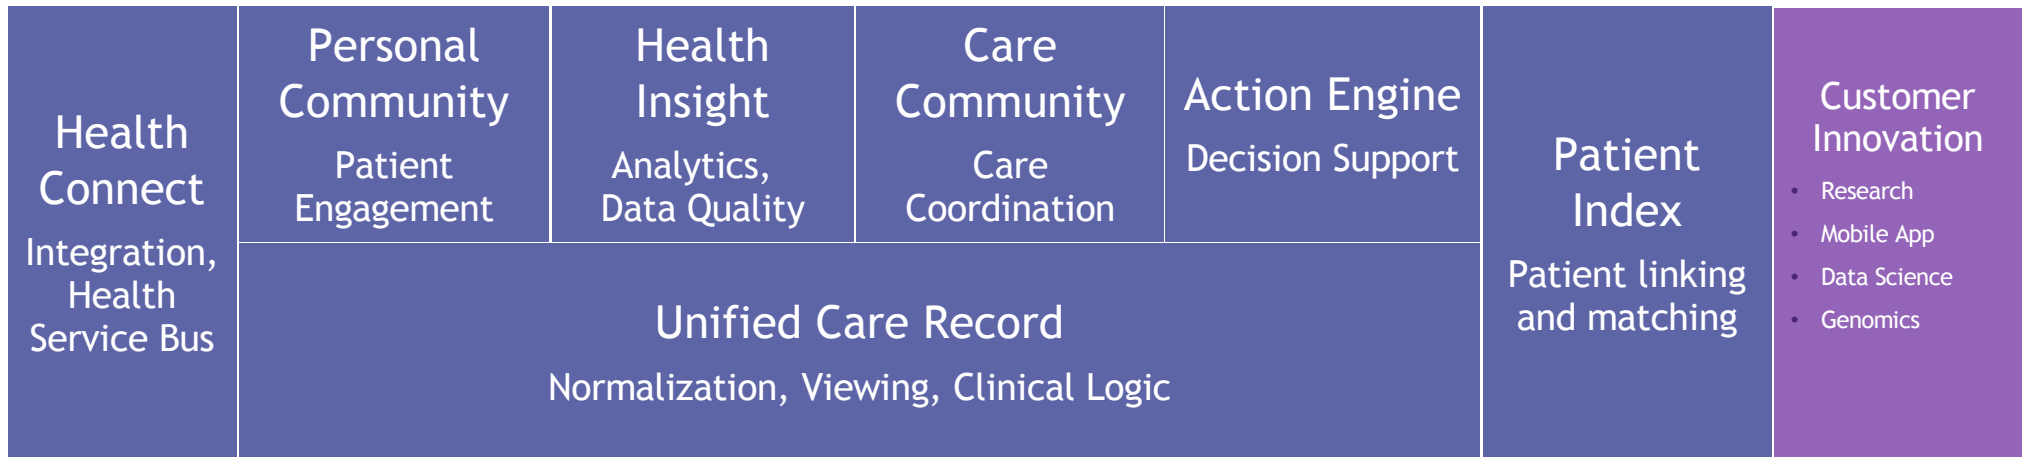 Health
Connect
Integration,
Health
Service Bus
Personal
Community
Patient
Engagement
Health
Insight
Analytics,
Data Quality
Care
Community
Care
Coordination
Action Engine
Decision Support
Unified Care Record
Normalization, Viewing, Clinical Logic
Patient
Index
Patient linking
and matching
Customer
Innovation
• Research
• Mobile App
• Data Science
• Genomics